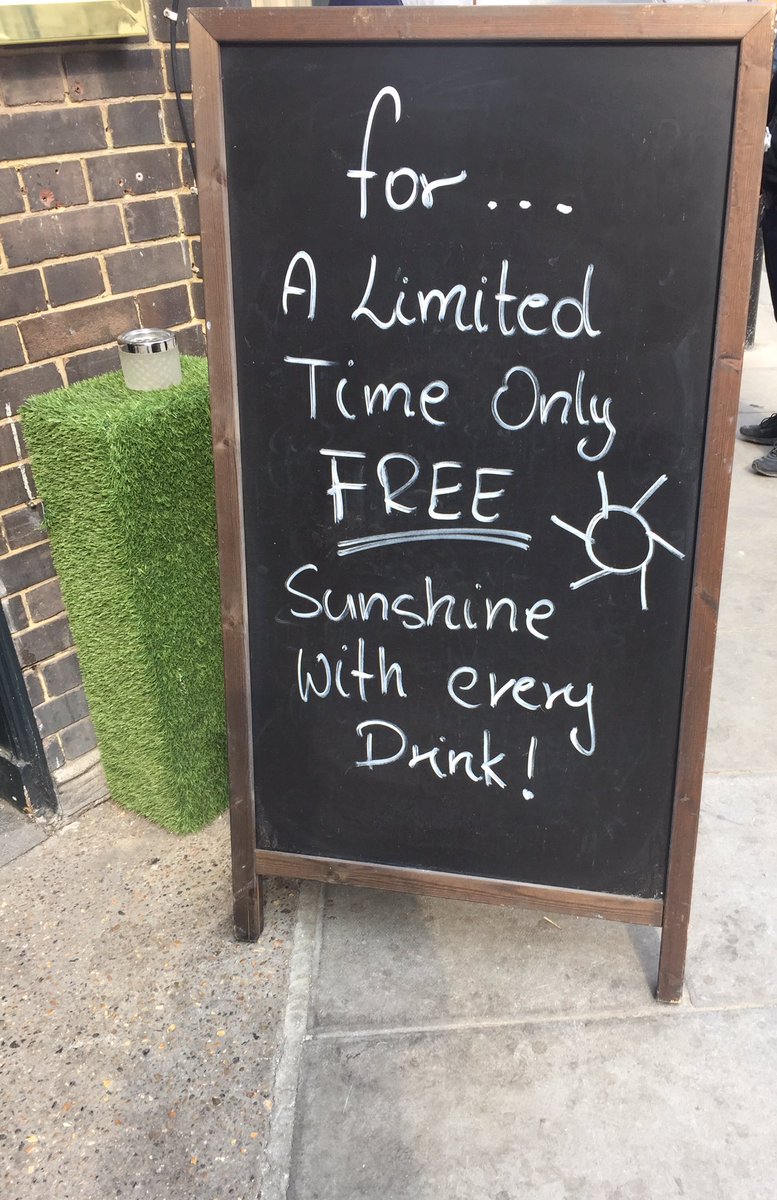 for....
A Limited
Time Only
FREE
Sunshine
With every
Drink!